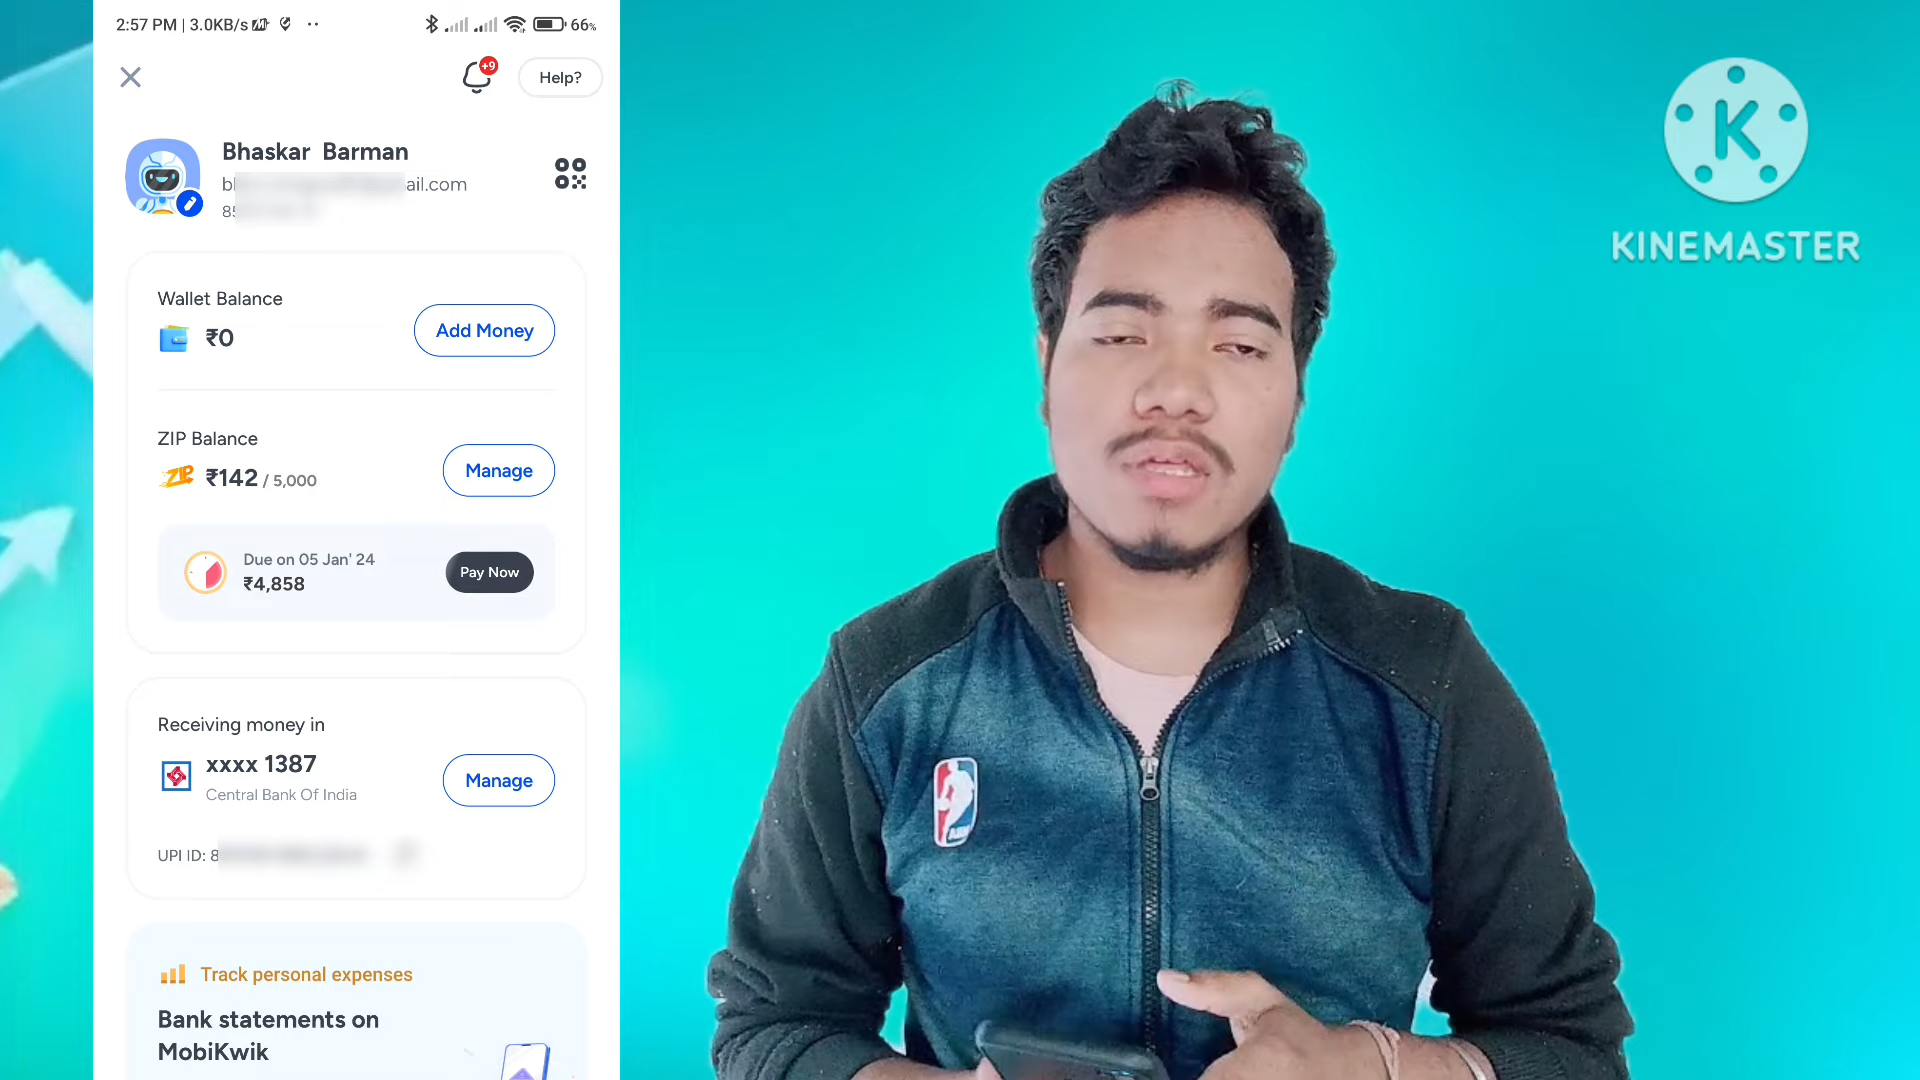 2:57 PM | 3.0KB/s
66%
+9
Help?
Bhaskar Barman
ail.com
Wallet Balance
₹0
Add Money
ZIP Balance
ZIP
₹142 / 5,000
Manage
Due on 05 Jan' 24
₹4,858
Pay Now
Receiving money in
xxxx 1387
Central Bank Of India
Manage
UPI ID: 8
Track personal expenses
Bank statements on
MobiKwik
K
KINEMASTER